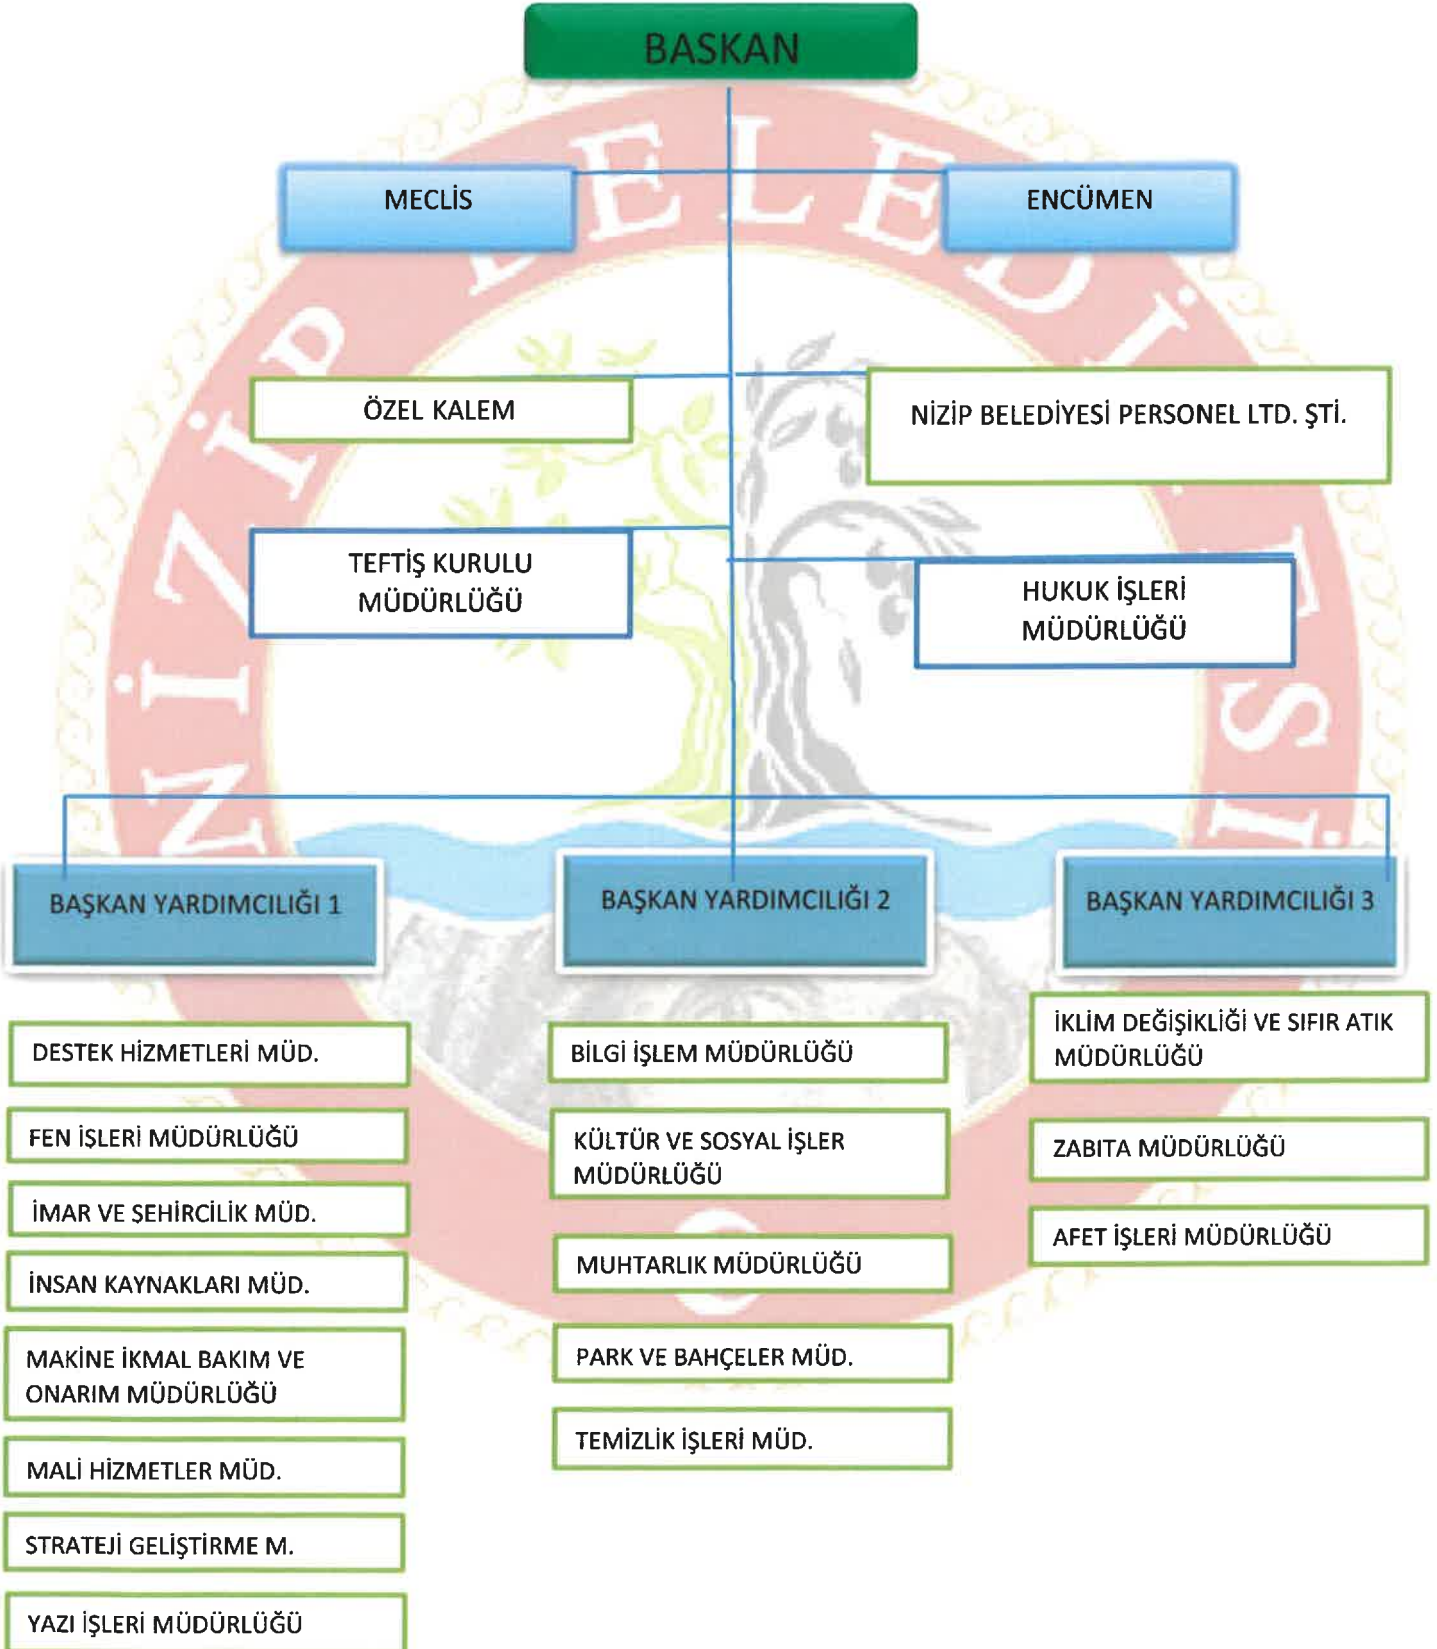 BASKAN
MECLİS
ENCÜMEN
ÖZEL KALEM
NİZİP BELEDİYESİ PERSONEL LTD. ŞTİ.
TEFTİŞ KURULU
MÜDÜRLÜĞÜ
HUKUK İŞLERİ
MÜDÜRLÜĞÜ
BAŞKAN YARDIMCILIĞI 1
BAŞKAN YARDIMCILIĞI 2
BAŞKAN YARDIMCILIĞI 3
DESTEK HİZMETLERİ MÜD.
FEN İŞLERİ MÜDÜRLÜĞÜ
İMAR VE ŞEHİRCİLİK MÜD.
İNSAN KAYNAKLARI MÜD.
MAKİNE İKMAL BAKIM VE
ONARIM MÜDÜRLÜĞÜ
MALİ HİZMETLER MÜD.
STRATEJİ GELİŞTİRME M.
YAZI İŞLERİ MÜDÜRLÜĞÜ
BİLGİ İŞLEM MÜDÜRLÜĞÜ
KÜLTÜR VE SOSYAL İŞLER
MÜDÜRLÜĞÜ
MUHTARLIK MÜDÜRLÜĞÜ
PARK VE BAHÇELER MÜD.
TEMİZLİK İŞLERİ MÜD.
İKLİM DEĞİŞİKLİĞİ VE SIFIR ATIK
MÜDÜRLÜĞÜ
ZABITA MÜDÜRLÜĞÜ
AFET İŞLERİ MÜDÜRLÜĞÜ
NİZİP BELEDİYESİ